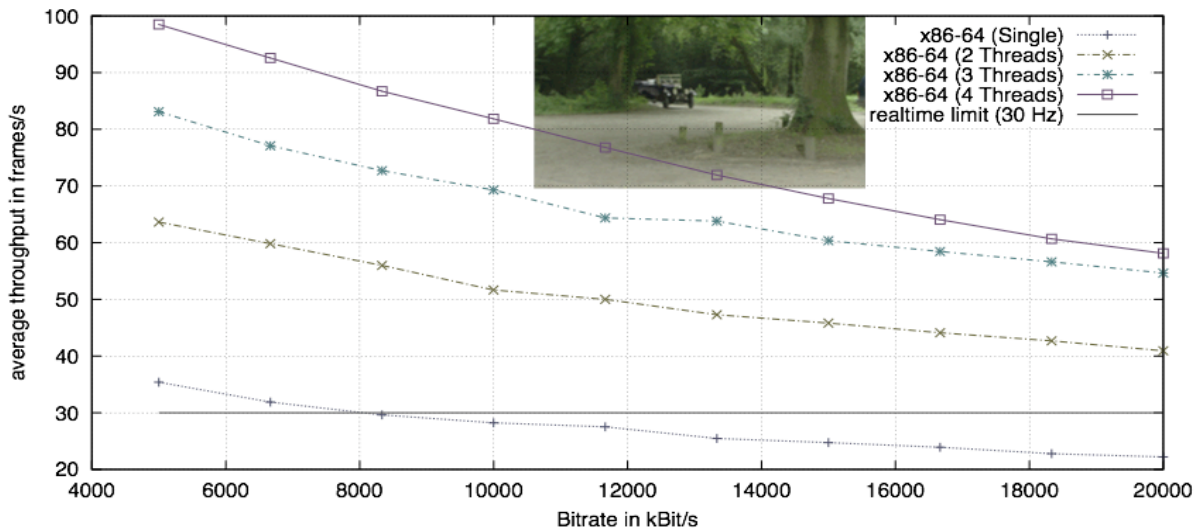 100
90
80
70
60
50
40
30
20
average throughput in frames/s
x86-64 (Single)
x86-64 (2 Threads)
x86-64 (3 Threads)
x86-64 (4 Threads)
realtime limit (30 Hz)
4000 6000 8000 10000 12000 14000 16000 18000 20000
Bitrate in kBit/s